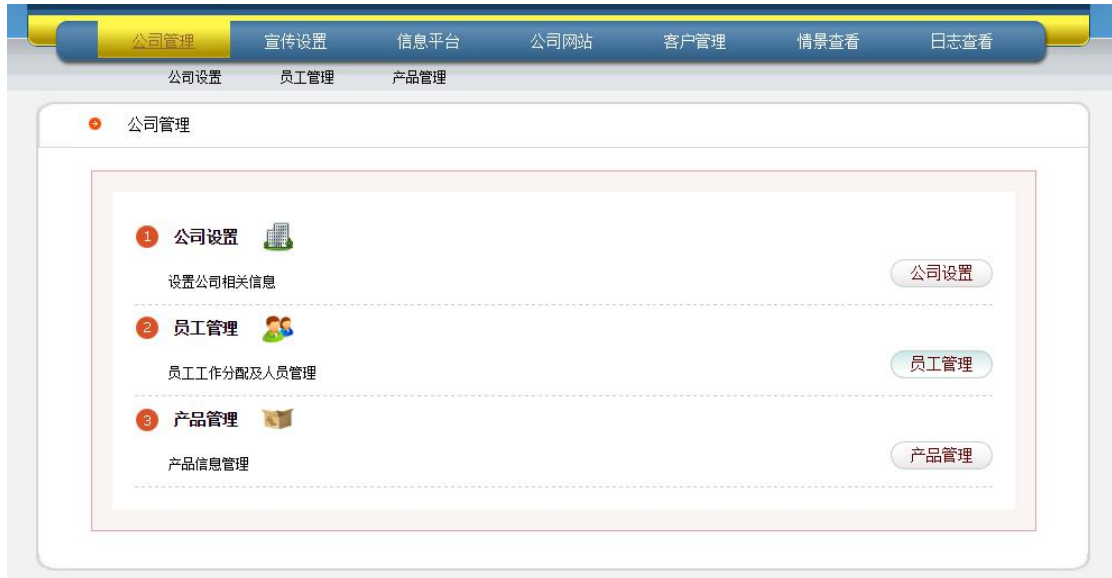 公司管理 宣传设置 信息平台 公司网站 客户管理 情景查看 日志查看
公司设置 员工管理 产品管理
公司管理
1 公司设置
设置公司相关信息
公司设置
2 员工管理
员工工作分配及人员管理
员工管理
3 产品管理
产品信息管理
产品管理